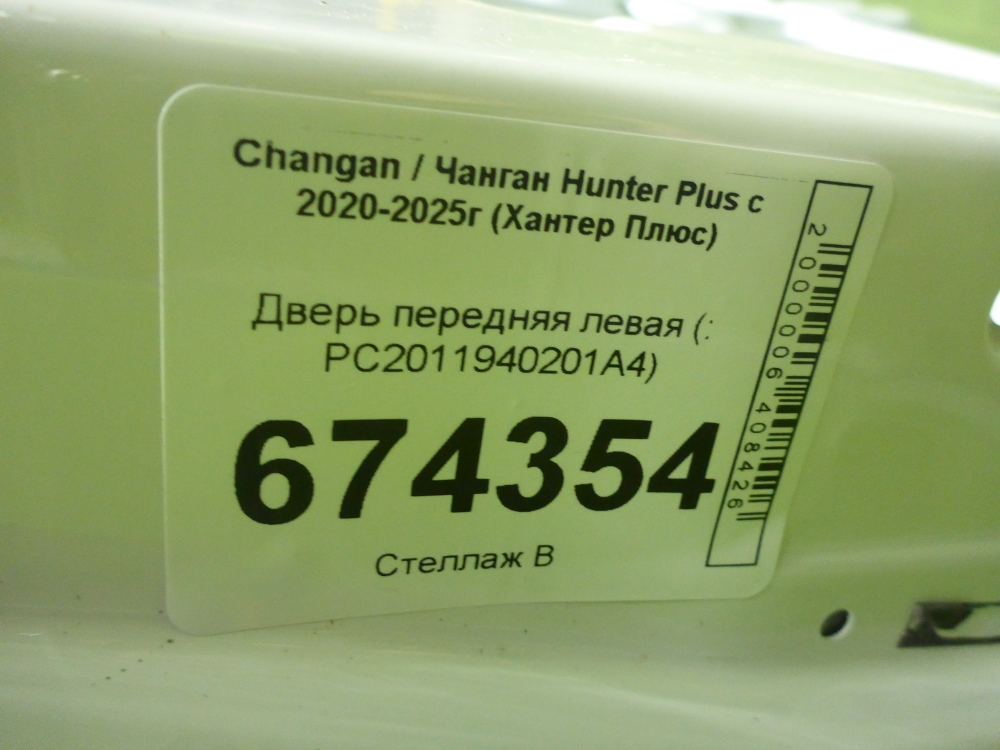 Changan / Чанган Hunter Plus с
2020-2025г (Хантер Плюс)
Дверь передняя левая (:
PC2011940201A4)
674354
Стеллаж B
2000006408426